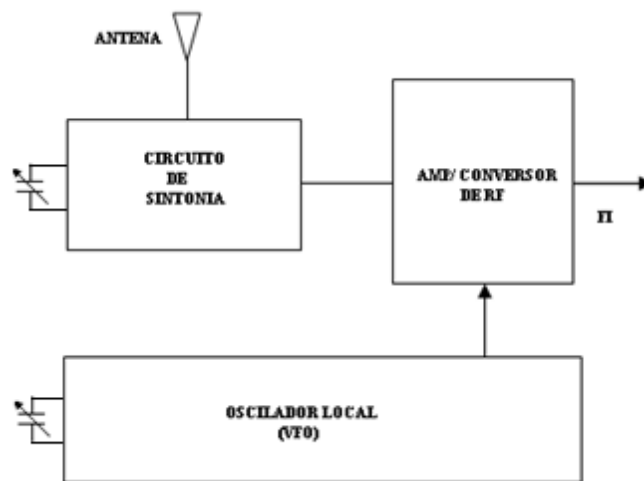 ANTENA
CIRCUITO
DE
SINTONIA
AMP/ CONVERSOR
DE RF
FI
OSCILADOR LOCAL
(VFO)